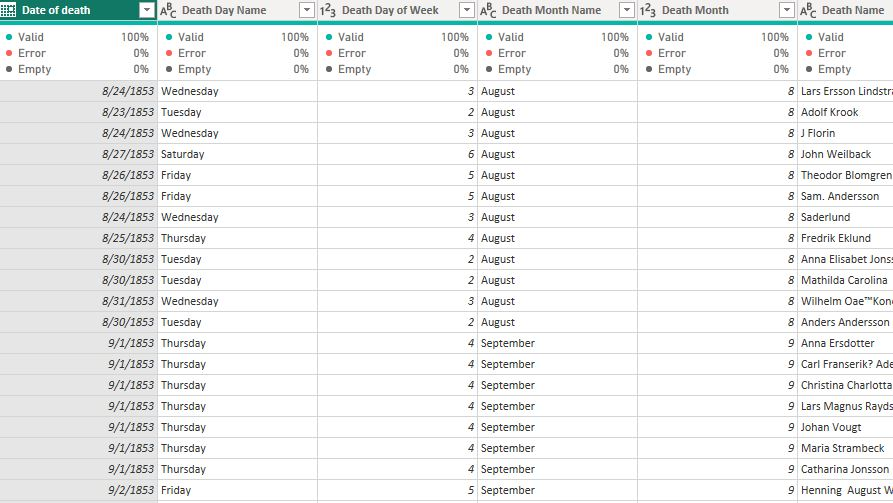 Date of death ABC Death Day Name 123 Death Day of Week ABC Death Month Name 123 Death Month ABC Death Name
Valid 100% Valid 100% Valid 100% Valid 100% Valid 100% Valid
Error 0% Error 0% Error 0% Error 0% Error 0% Error
Empty 0% Empty 0% Empty 0% Empty 0% Empty 0% Empty
8/24/1853 Wednesday 3 August 8 Lars Ersson Lindstra
8/23/1853 Tuesday 2 August 8 Adolf Krook
8/24/1853 Wednesday 3 August 8 J Florin
8/27/1853 Saturday 6 August 8 John Weilback
8/26/1853 Friday 5 August 8 Theodor Blomgren
8/26/1853 Friday 5 August 8 Sam. Andersson
8/24/1853 Wednesday 3 August 8 Saderlund
8/25/1853 Thursday 4 August 8 Fredrik Eklund
8/30/1853 Tuesday 2 August 8 Anna Elisabet Jons
8/30/1853 Tuesday 2 August 8 Mathilda Carolina
8/31/1853 Wednesday 3 August 8 Wilhelm Oae™Kon
8/30/1853 Tuesday 2 August 8 Anders Andersson
9/1/1853 Thursday 4 September 9 Anna Ersdotter
9/1/1853 Thursday 4 September 9 Carl Franserik? Ade
9/1/1853 Thursday 4 September 9 Christina Charlotta
9/1/1853 Thursday 4 September 9 Lars Magnus Rayds
9/1/1853 Thursday 4 September 9 Johan Vougt
9/1/1853 Thursday 4 September 9 Maria Strambeck
9/1/1853 Thursday 4 September 9 Catharina Jonsson
9/2/1853 Friday 5 September 9 Henning August W